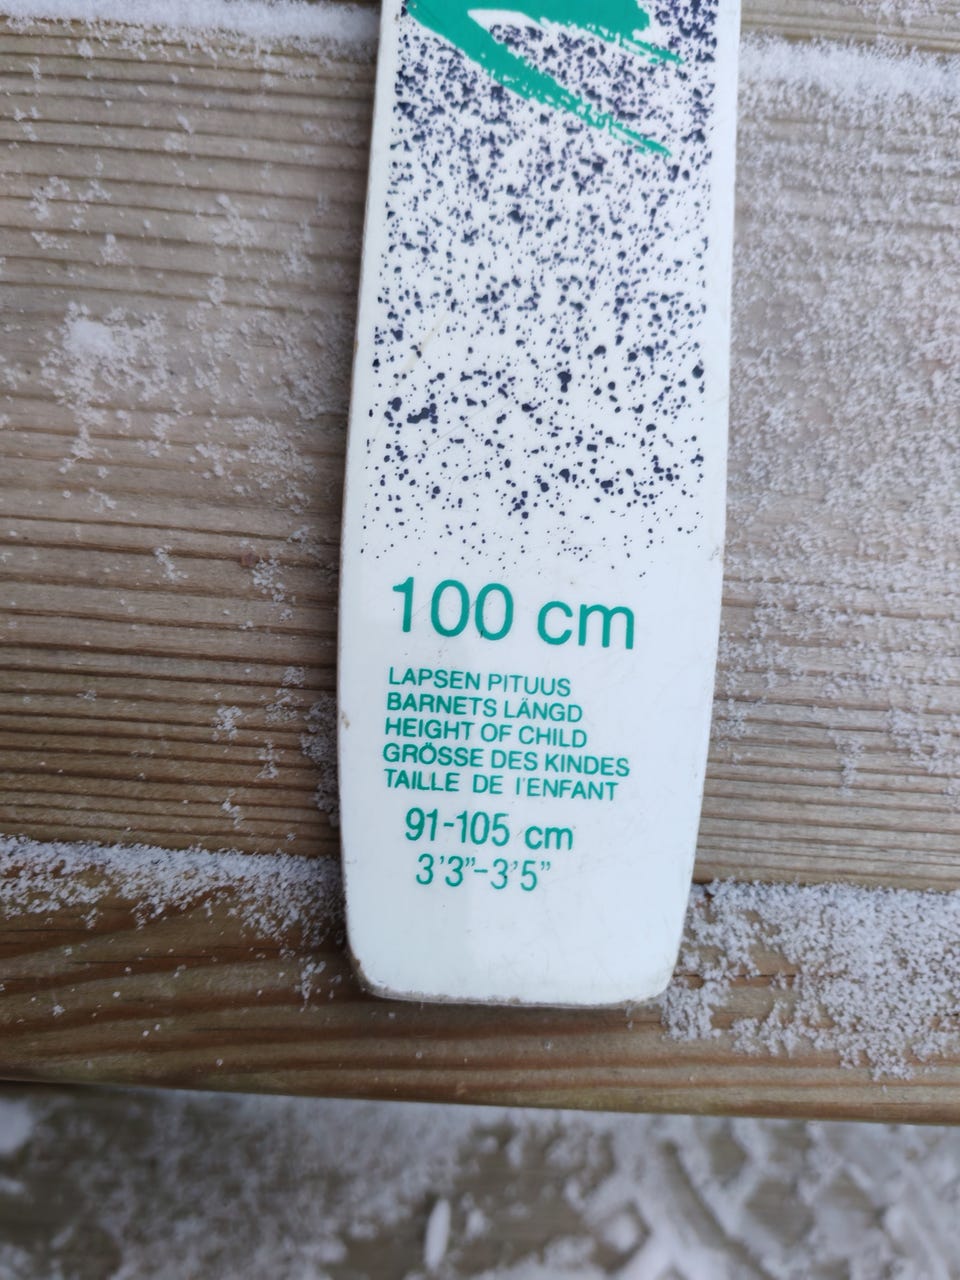 100 cm
LAPSEN PITUUS
BARNETS LÄNGD
HEIGHT OF CHILD
GRÖSSE DES KINDES
TAILLE DE l'ENFANT
91-105 cm
3'3"-3'5"